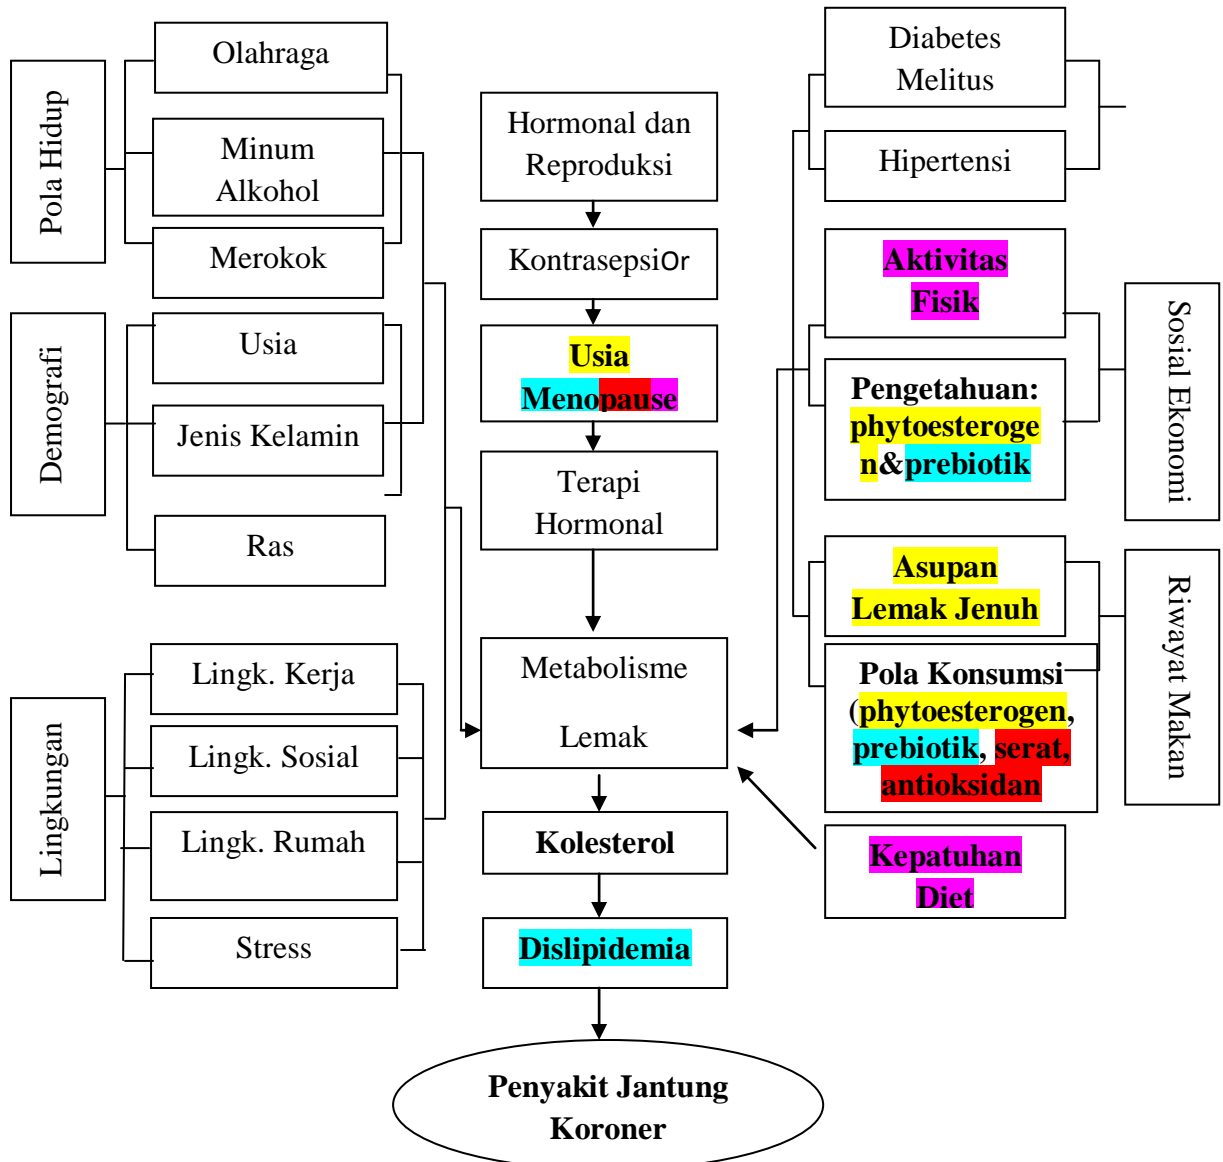 Pola Hidup
Olahraga
Minum
Alkohol
Merokok
Demografi
Usia
Jenis Kelamin
Ras
Lingkungan
Lingk. Kerja
Lingk. Sosial
Lingk. Rumah
Stress
Hormonal dan
Reproduksi
KontrasepsiOr
Usia
Menopause
Terapi
Hormonal
Metabolisme
Lemak
Kolesterol
Dislipidemia
Penyakit Jantung
Koroner
Diabetes
Melitus
Hipertensi
Aktivitas
Fisik
Pengetahuan:
phytoesteroge
n&prebiotik
Sosial Ekonomi
Asupan
Lemak Jenuh
Pola Konsumsi
(phytoesterogen,
prebiotik, serat,
antioksidan
Riwayat Makan
Kepatuhan
Diet